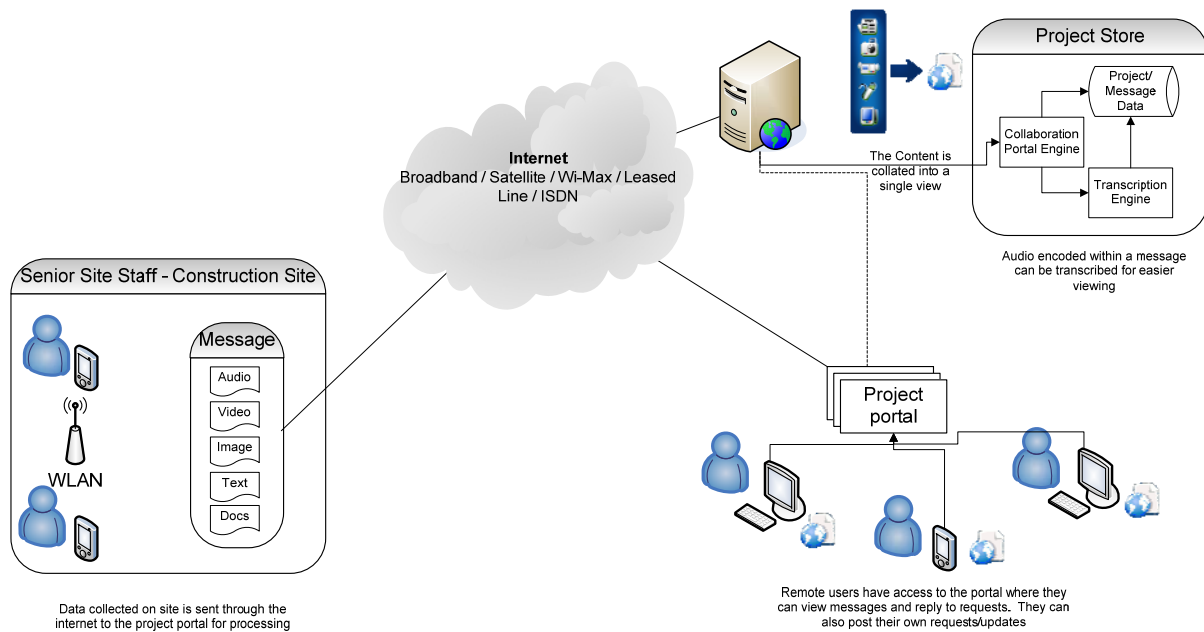 Project Store
Project/
Message
Data
Collaboration
Portal Engine
Transcription
Engine
The Content is
collated into a
single view
Audio encoded within a message
can be transcribed for easier
viewing
Internet
Broadband / Satellite / Wi-Max / Leased
Line / ISDN
Senior Site Staff - Construction Site
Message
Audio
Video
Image
Text
Docs
WLAN
Data collected on site is sent through the
internet to the project portal for processing
Project
portal
Remote users have access to the portal where they
can view messages and reply to requests. They can
also post their own requests/updates